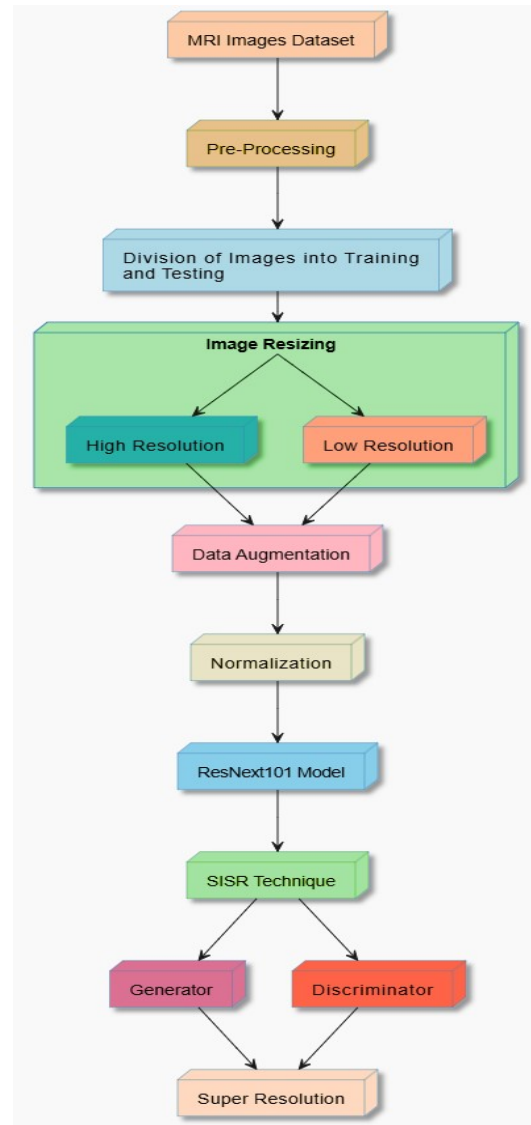 MRI Images Dataset
Pre-Processing
Division of Images into Training
and Testing
Image Resizing
High Resolution
Low Resolution
Data Augmentation
Normalization
ResNext101 Model
SISR Technique
Generator
Discriminator
Super Resolution